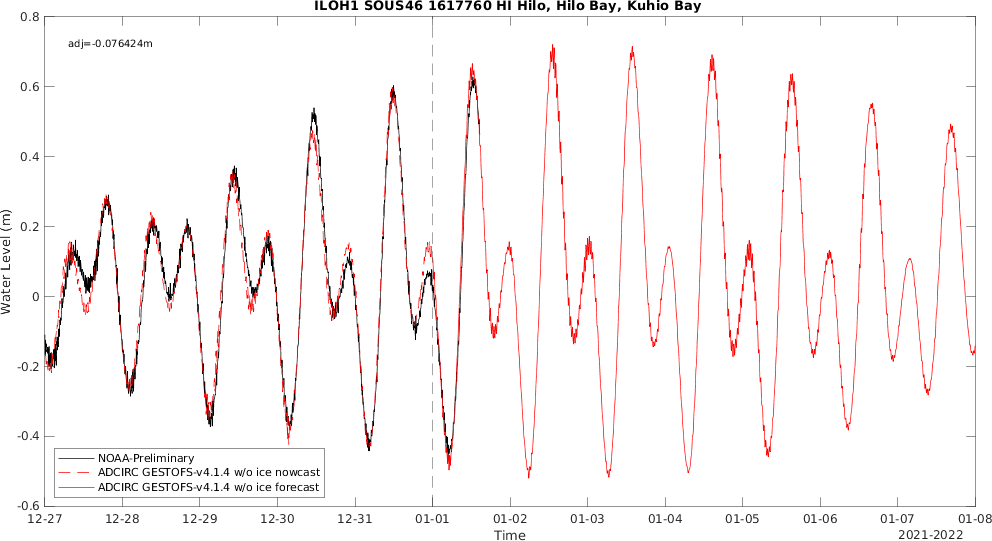 ILOH1 SOUS46 1617760 HI Hilo, Hilo Bay, Kuhio Bay
adj=-0.076424m
0.8
0.6
0.4
0.2
0
-0.2
-0.4
-0.6
Water Level (m)
NOAA-Preliminary
ADCIRC GESTOFS-v4.1.4 w/o ice nowcast
ADCIRC GESTOFS-v4.1.4 w/o ice forecast
12-27 12-28 12-29 12-30 12-31 01-01 01-02 01-03 01-04 01-05 01-06 01-07 01-08
Time
2021-2022